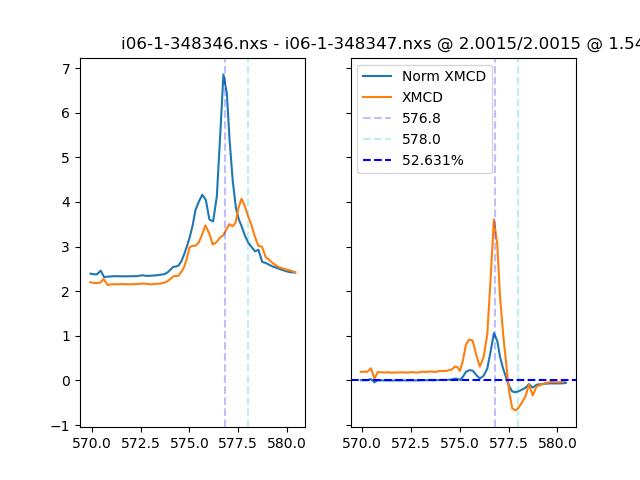 i06-1-348346.nxs - i06-1-348347.nxs @ 2.0015/2.0015 @ 1.54
7
6
5
4
3
2
1
0
−1
570.0 572.5 575.0 577.5 580.0
Norm XMCD
XMCD
576.8
578.0
52.631%
570.0 572.5 575.0 577.5 580.0